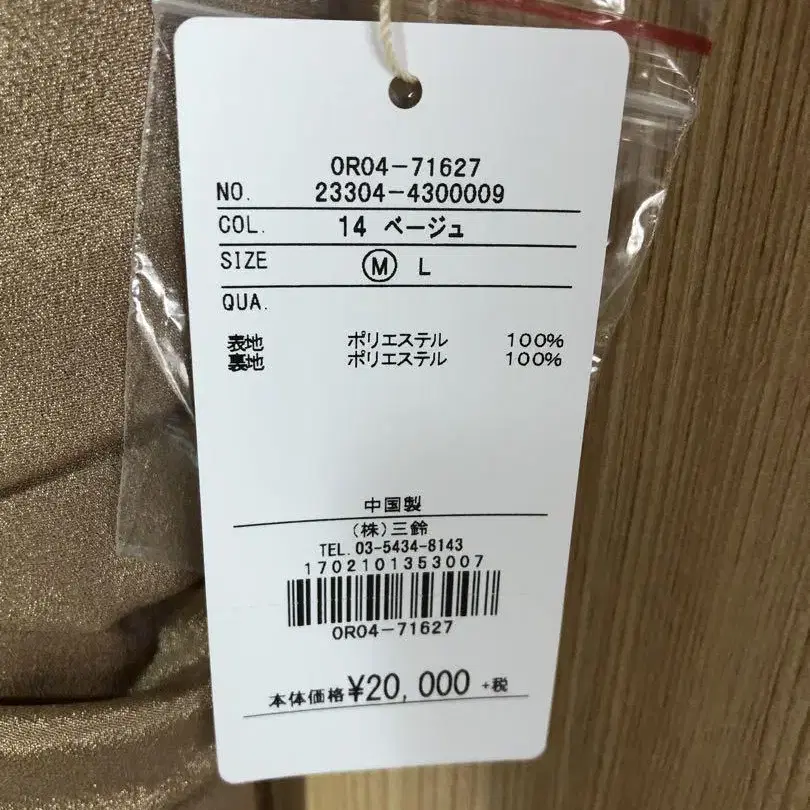 0R04-71627
NO. 23304-4300009
COL. 14 ベージュ
SIZE Ⓜ L
QUA.
表地 ポリエステル 100%
裏地 ポリエステル 100%
中国製
(株)三鈴
TEL.03-5434-8143
1702101353007
0R04-71627
本体価格¥20,000 +税